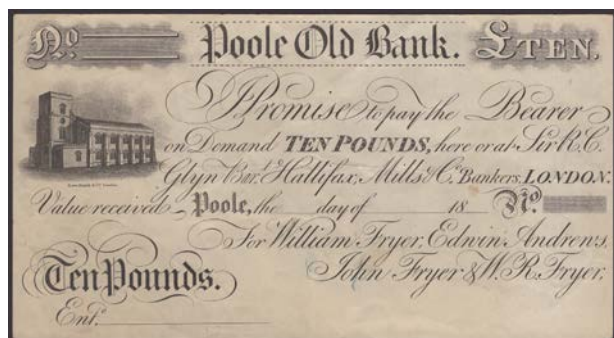 No Poole Old Bank. £TEN.
I Promise to pay the Bearer
on Demand TEN POUNDS, here or at Sir R. C.
Glyn Bart. Hallifax, Mills & Co. Bankers, LONDON.
Value received – Poole, the day of 18 No
For William Fryer, Edwin Andrews,
John Fryer & W. R. Fryer,
Ten Pounds.
Entd.